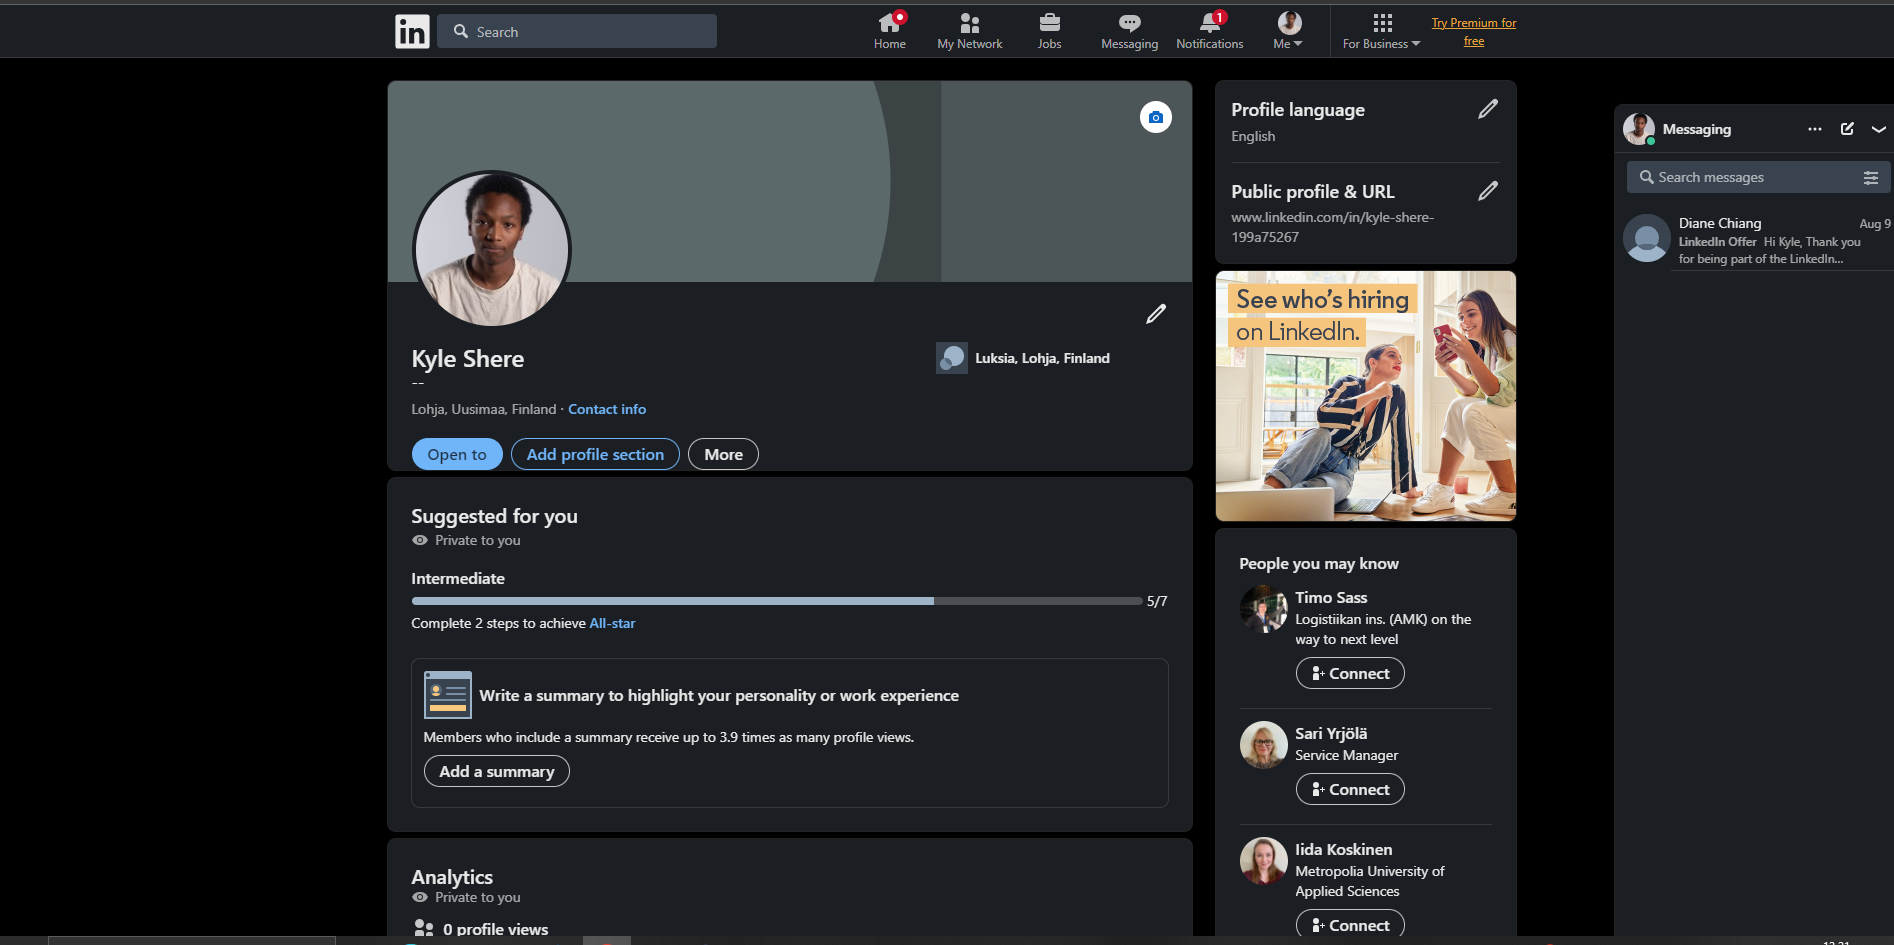 in
Search
Home
My Network
Jobs
Messaging
1
Notifications
Me
For Business
Try Premium for
free
Kyle Shere
--
Lohja, Uusimaa, Finland · Contact info
Luksia, Lohja, Finland
Open to
Add profile section
More
Suggested for you
Private to you
Intermediate
5/7
Complete 2 steps to achieve All-star
Write a summary to highlight your personality or work experience
Members who include a summary receive up to 3.9 times as many profile views.
Add a summary
Analytics
Private to you
0 profile views
Profile language
English
Public profile & URL
www.linkedin.com/in/kyle-shere-
199a75267
See who's hiring
on LinkedIn.
People you may know
Timo Sass
Logistiikan ins. (AMK) on the
way to next level
Connect
Sari Yrjölä
Service Manager
Connect
Iida Koskinen
Metropolia University of
Applied Sciences
Connect
Messaging
Search messages
Diane Chiang
Aug 9
LinkedIn Offer Hi Kyle, Thank you
for being part of the LinkedIn...